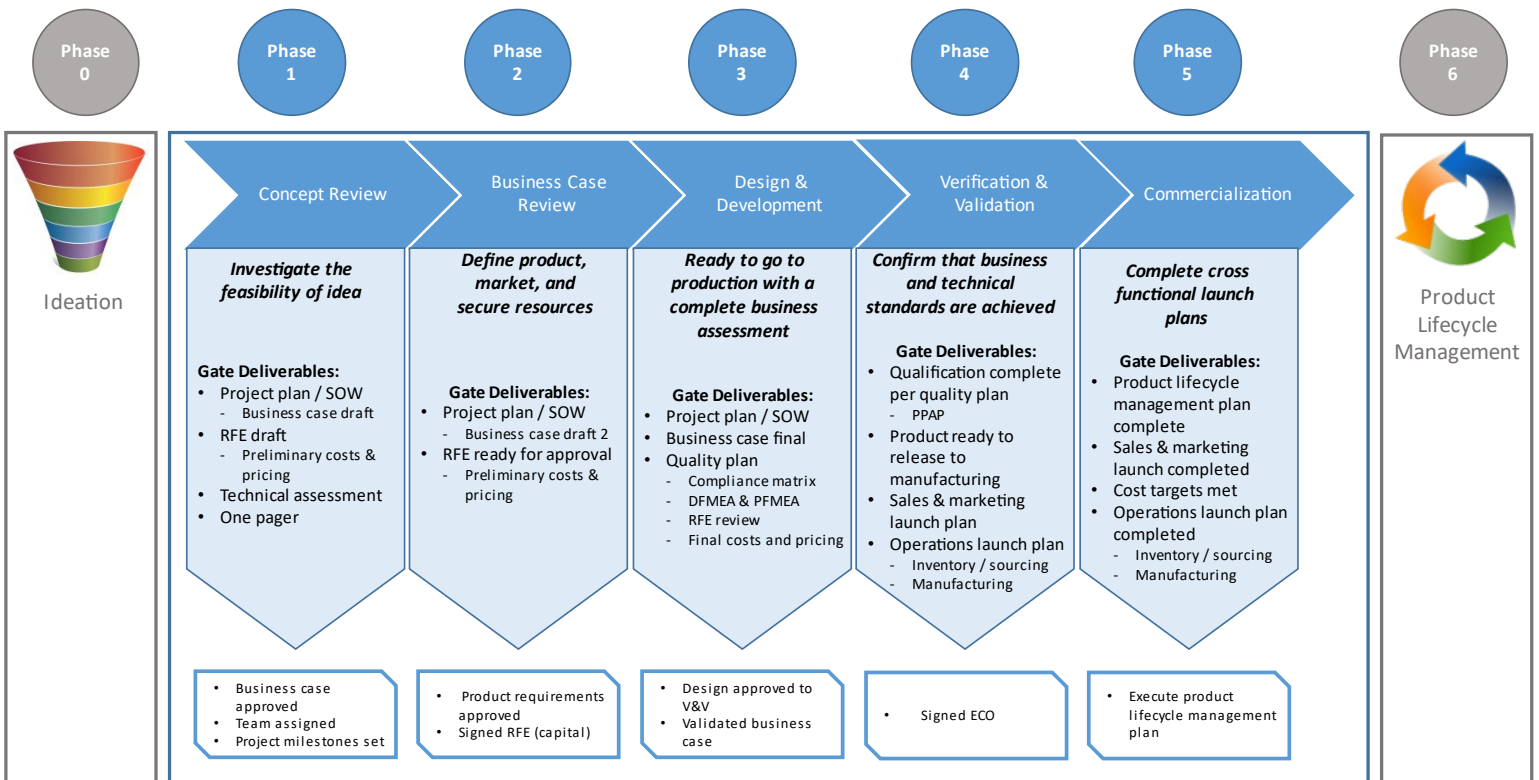 Phase
0
Phase
1
Phase
2
Phase
3
Phase
4
Phase
5
Phase
6
Ideation
Concept Review
Business Case
Review
Design &
Development
Verification &
Validation
Commercialization
Investigate the
feasibility of idea
Gate Deliverables:
• Project plan / SOW
- Business case draft
• RFE draft
- Preliminary costs &
pricing
• Technical assessment
• One pager
Define product,
market, and
secure resources
Gate Deliverables:
• Project plan / SOW
- Business case draft 2
• RFE ready for approval
- Preliminary costs &
pricing
Ready to go to
production with a
complete business
assessment
Gate Deliverables:
• Project plan / SOW
• Business case final
• Quality plan
- Compliance matrix
- DFMEA & PFMEA
- RFE review
- Final costs and pricing
Confirm that business
and technical
standards are achieved
Gate Deliverables:
• Qualification complete
per quality plan
- PPAP
• Product ready to
release to
manufacturing
• Sales & marketing
launch plan
• Operations launch plan
- Inventory / sourcing
- Manufacturing
Complete cross
functional launch
plans
Gate Deliverables:
• Product lifecycle
management plan
complete
• Sales & marketing
launch completed
• Cost targets met
• Operations launch plan
completed
- Inventory / sourcing
- Manufacturing
Product
Lifecycle
Management
• Business case
approved
• Team assigned
• Project milestones set
• Product requirements
approved
• Signed RFE (capital)
• Design approved to
V&V
• Validated business
case
• Signed ECO
• Execute product
lifecycle management
plan